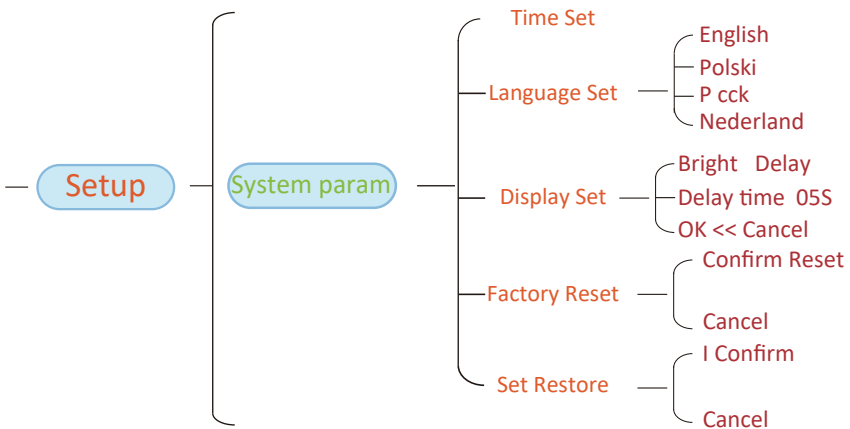 Setup
System param
Time Set
Language Set
English
Polski
P cck
Nederland
Display Set
Bright Delay
Delay time 05S
OK << Cancel
Factory Reset
Confirm Reset
Cancel
Set Restore
I Confirm
Cancel